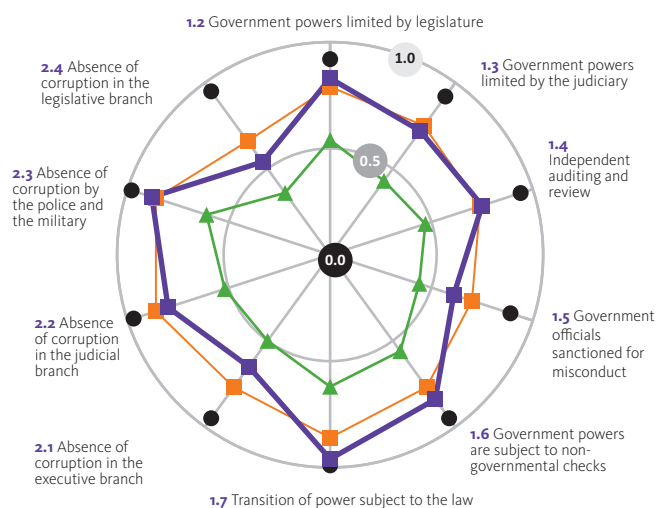 1.2 Government powers limited by legislature
1.0
1.3 Government powers
limited by the judiciary
1.4
Independent
auditing and
review
1.5 Government
officials
sanctioned for
misconduct
1.6 Government powers
are subject to non-
governmental checks
1.7 Transition of power subject to the law
2.1 Absence of
corruption in the
executive branch
2.2 Absence
of corruption
in the judicial
branch
2.3 Absence of
corruption by
the police and
the military
2.4 Absence of
corruption in the
legislative branch
0.5
0.0